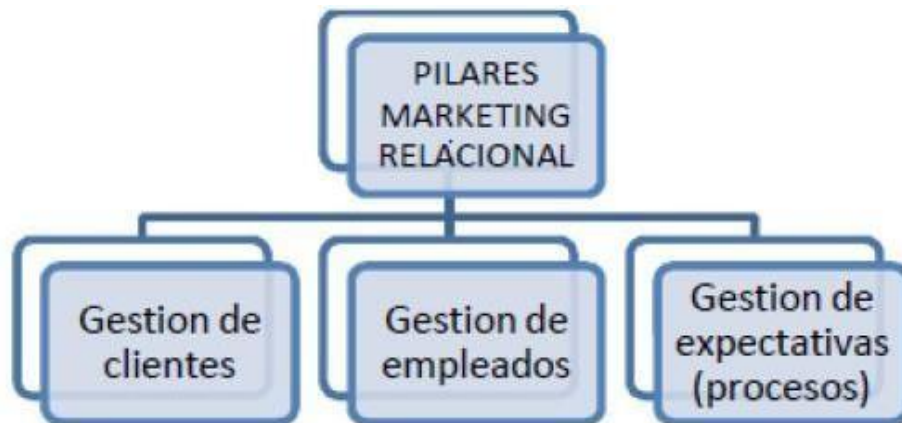 PILARES
MARKETING
RELACIONAL
Gestion de
clientes
Gestion de
empleados
Gestion de
expectativas
(procesos)